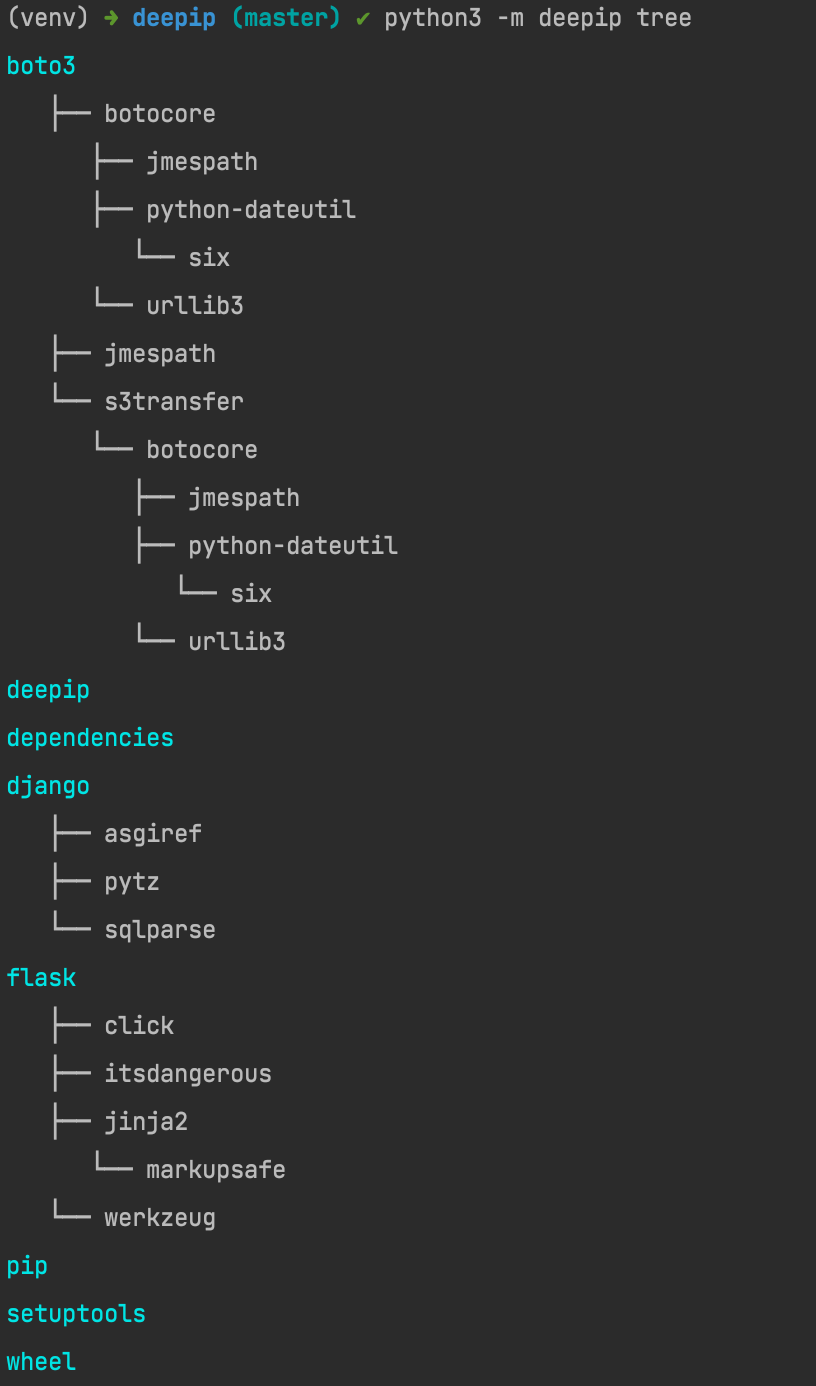 (venv) ➜ deepip (master) ✔ python3 -m deepip tree
boto3
   ├── botocore
      ├── jmespath
      ├── python-dateutil
         └── six
      └── urllib3
   ├── jmespath
   └── s3transfer
      └── botocore
         ├── jmespath
         ├── python-dateutil
            └── six
         └── urllib3
deepip
dependencies
django
   ├── asgiref
   ├── pytz
   └── sqlparse
flask
   ├── click
   ├── itsdangerous
   ├── jinja2
      └── markupsafe
   └── werkzeug
pip
setuptools
wheel